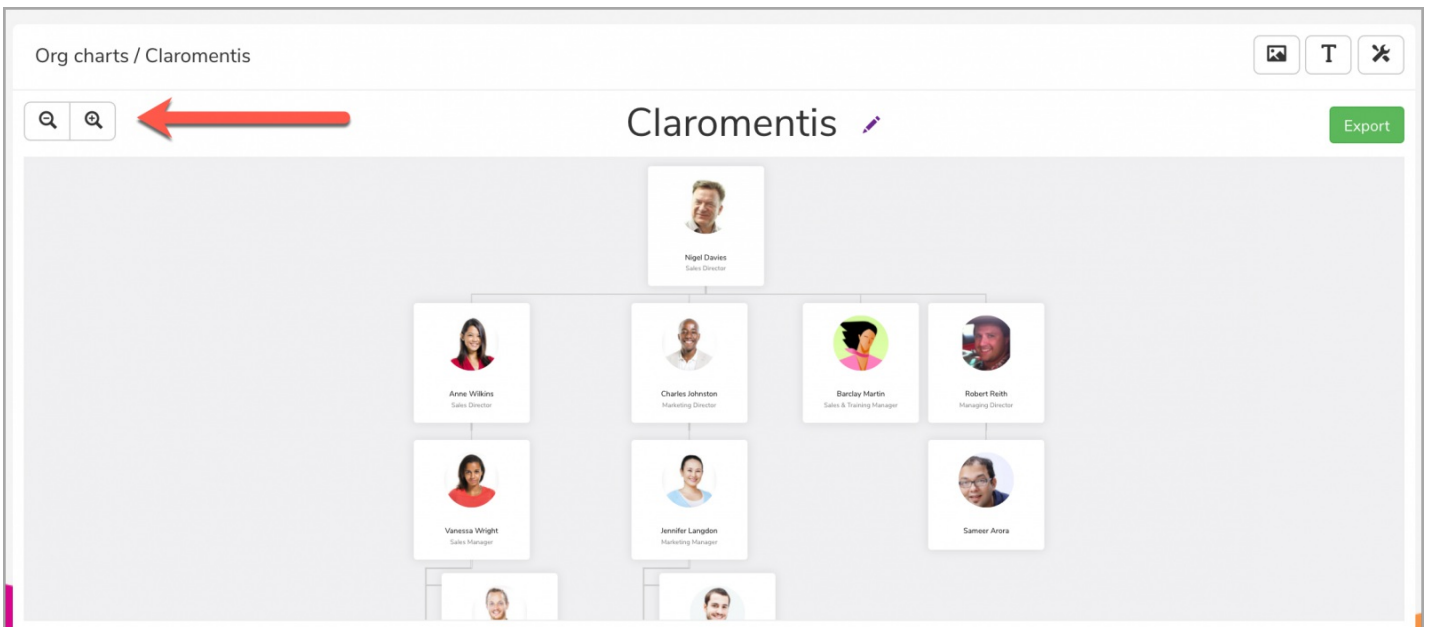 Org charts / Claromentis
T
Claromentis
Export
Nigel Davies
Sales Director
Anne Wilkins
Sales Director
Charles Johnston
Marketing Director
Barclay Martin
Sales & Training Manager
Robert Reith
Managing Director
Vanessa Wright
Sales Manager
Jennifer Langdon
Marketing Manager
Sameer Arora